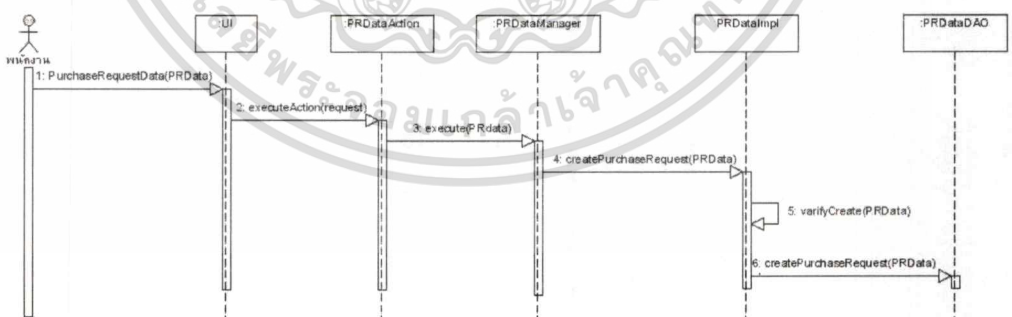 :UI
:PRDataAction
:PRDataManager
:PRDataImpl
:PRDataDAO
พนักงาน
1: PurchaseRequestData(PRData)
2: executeAction(request)
3: execute(PRdata)
4: createPurchaseRequest(PRData)
5: varifyCreate(PRData)
6: createPurchaseRequest(PRData)